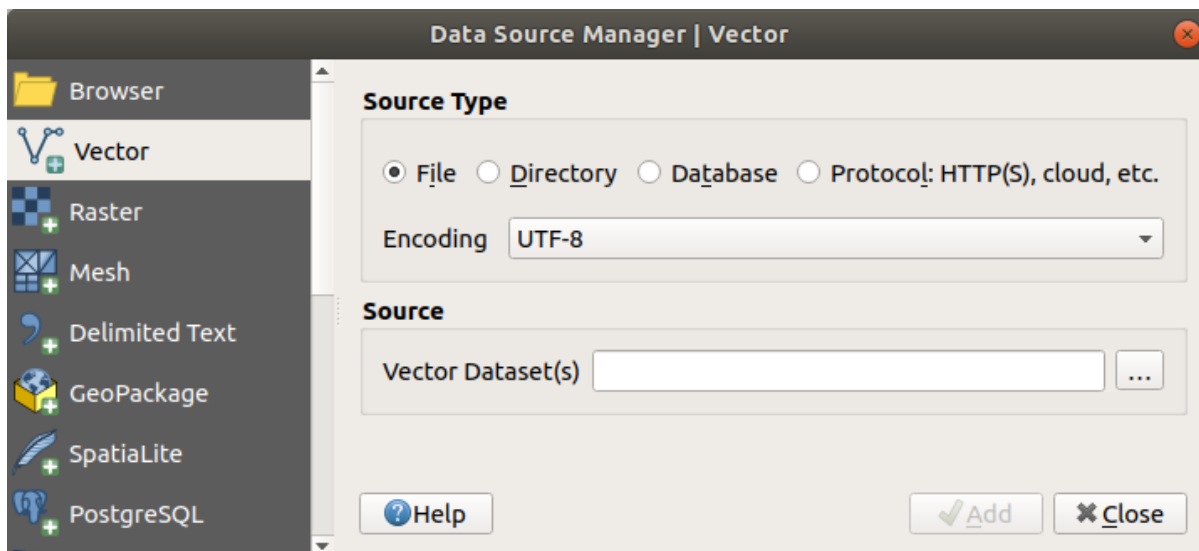 Data Source Manager | Vector
Browser
Vector
Raster
Mesh
Delimited Text
GeoPackage
SpatiaLite
PostgreSQL
Source Type
File Directory Database Protocol: HTTP(S), cloud, etc.
Encoding UTF-8
Source
Vector Dataset(s) ...
Help Add Close